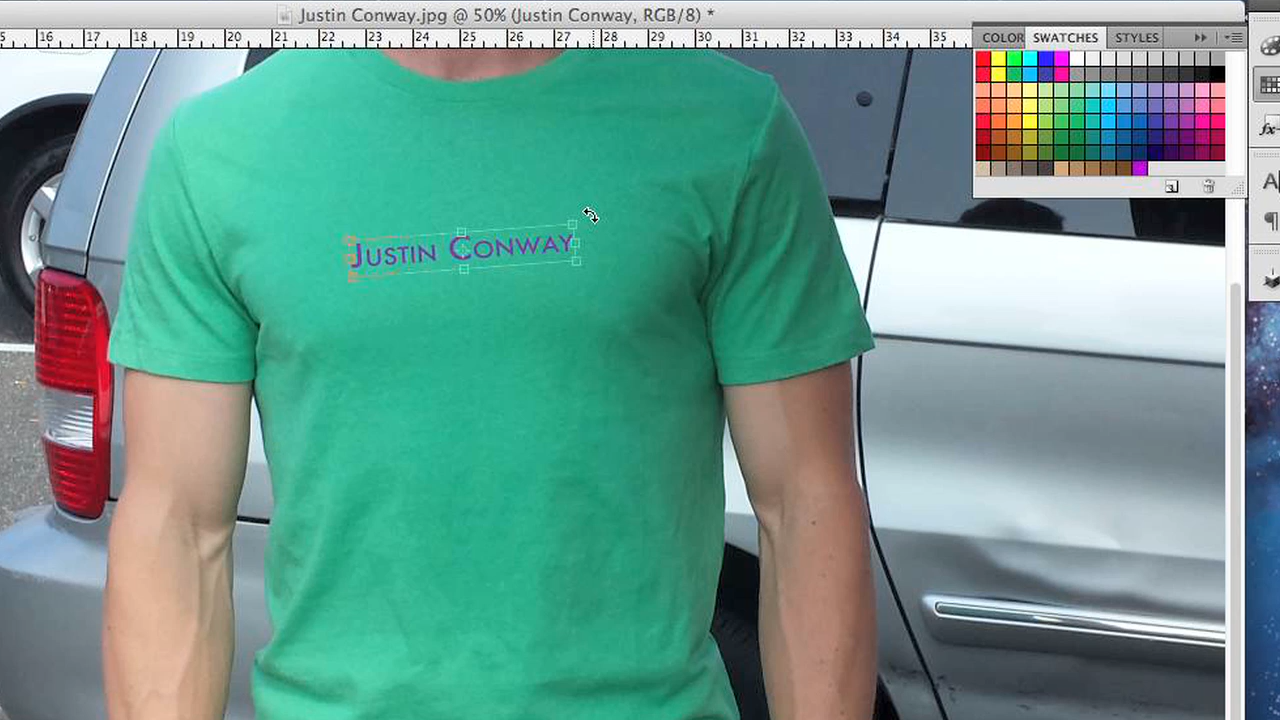 Justin Conway.jpg @ 50% (Justin Conway, RGB/8) *
16 17 18 19 20 21 22 23 24 25 26 27 28 29 30 31 32 33 34 35
COLOR SWATCHES STYLES
JUSTIN CONWAY
fx
A